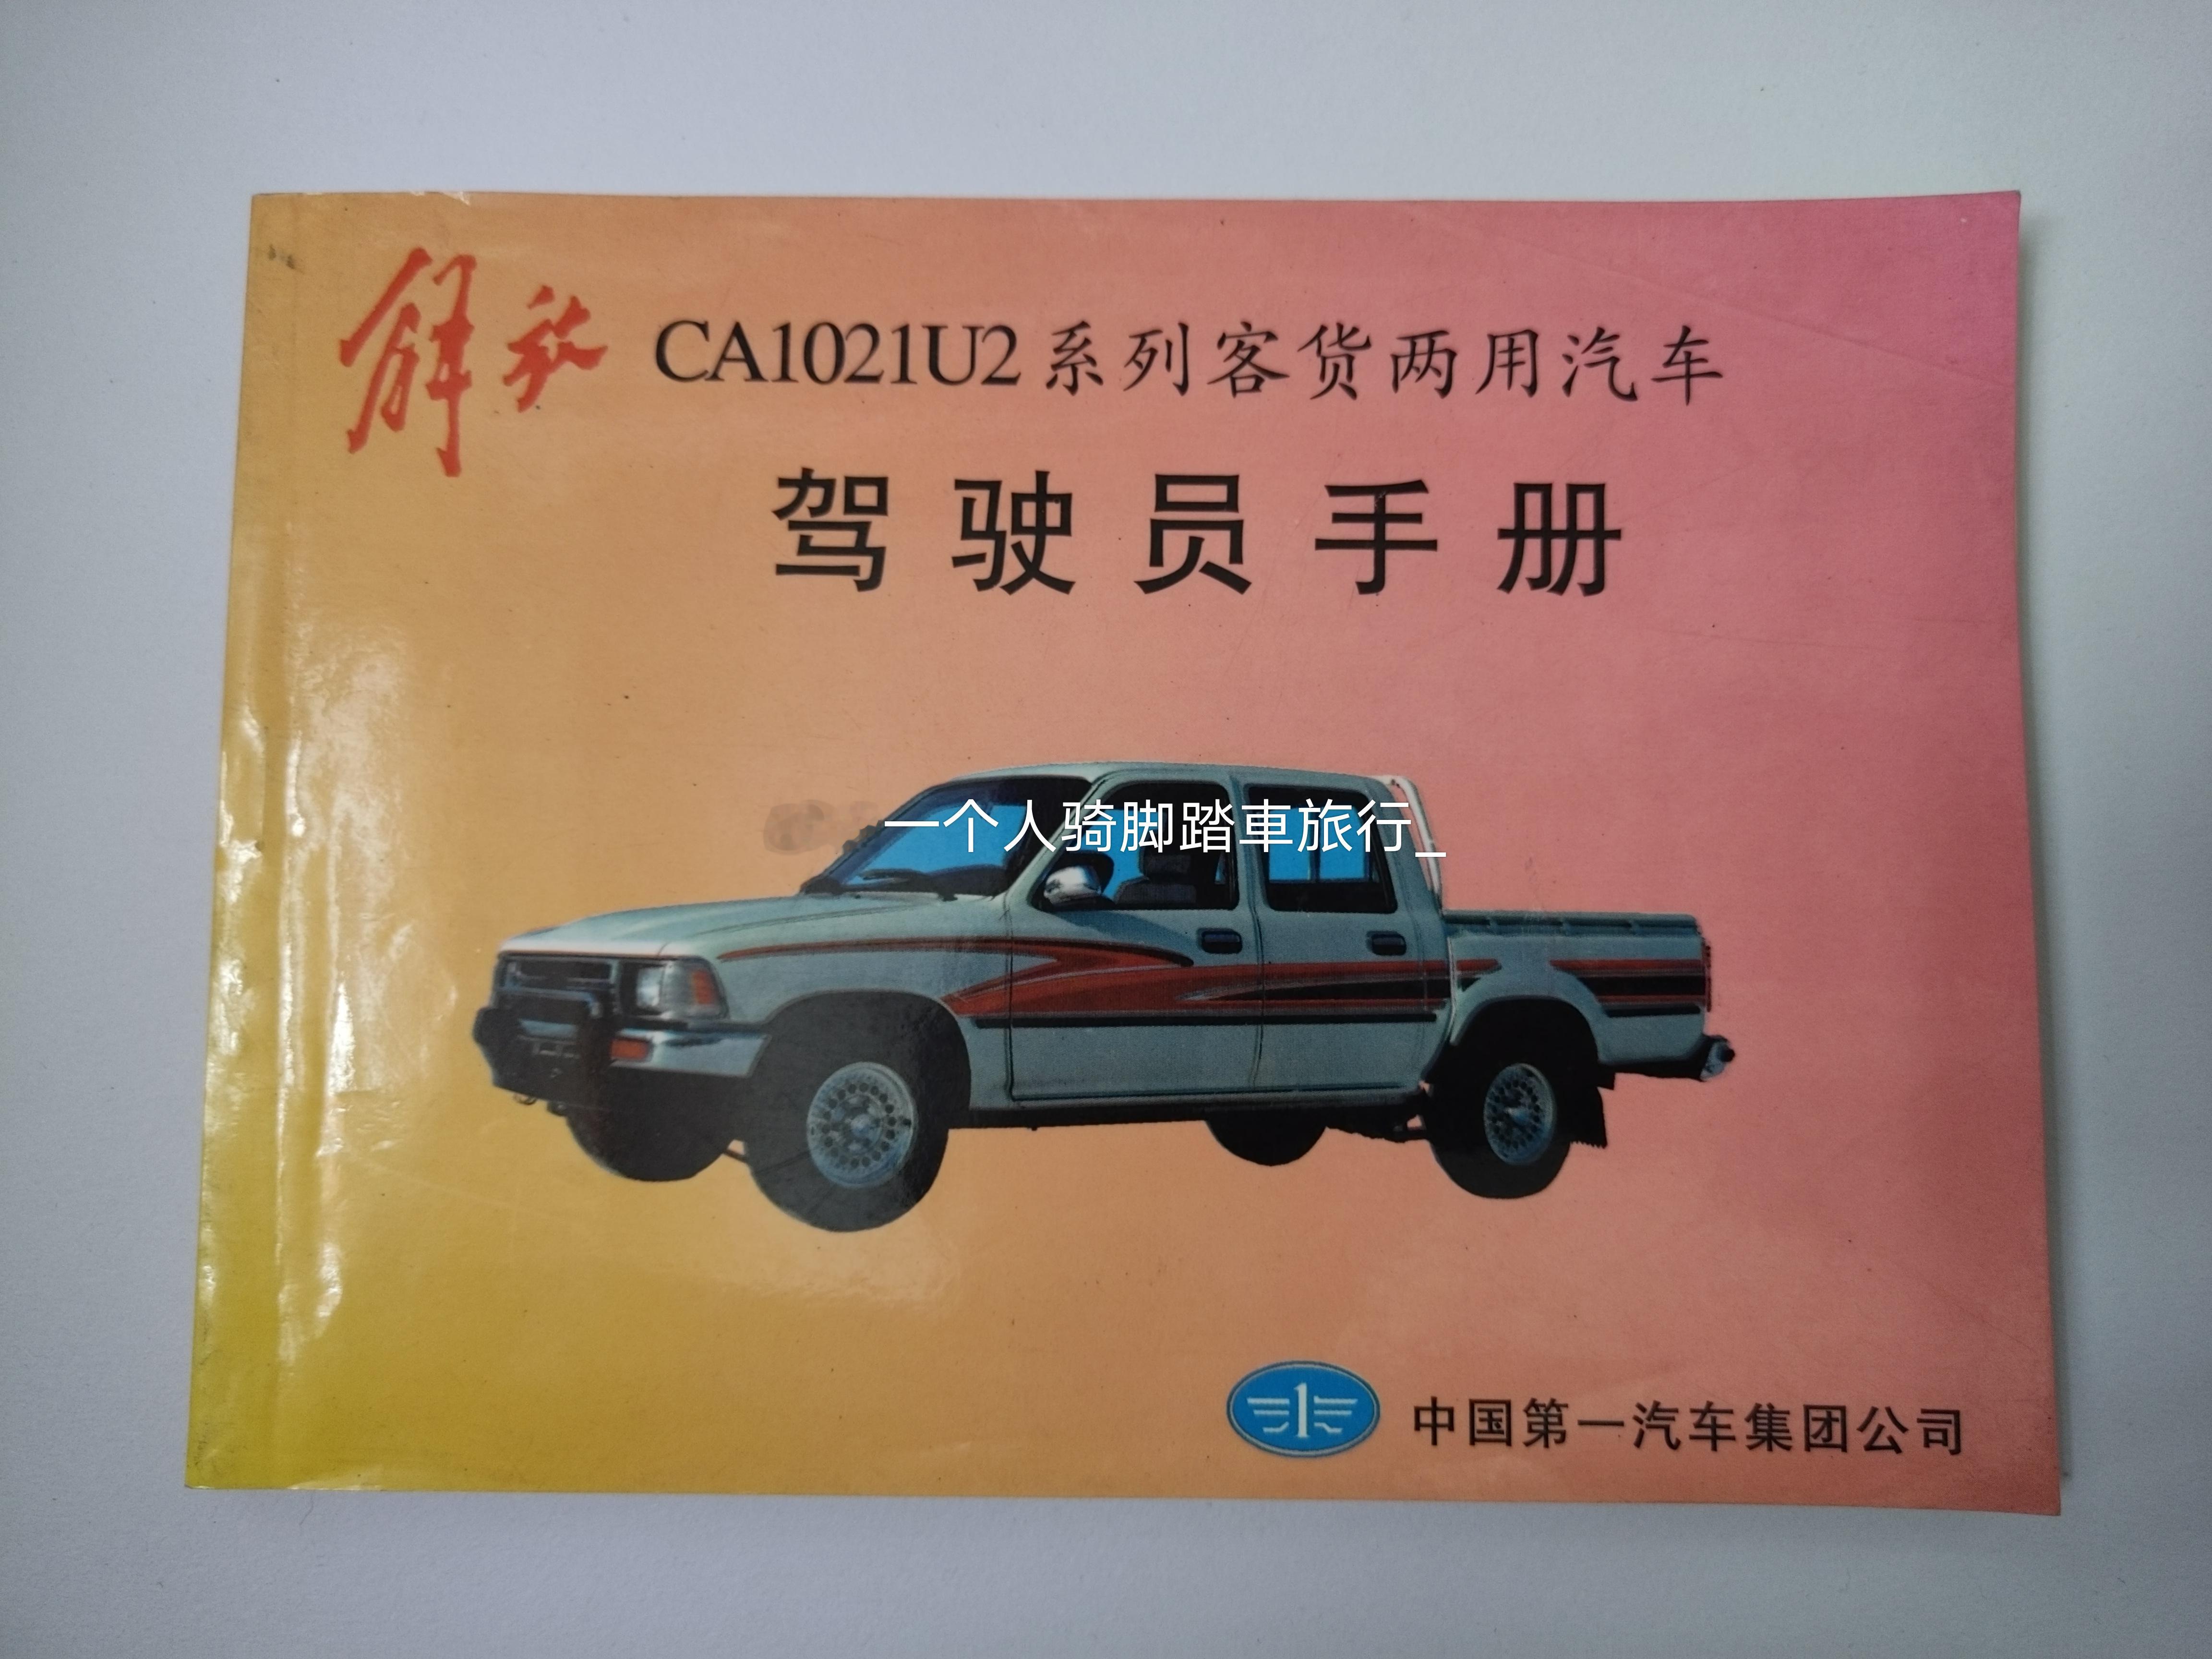 解放 CA1021U2系列客货两用汽车
驾驶员手册
一个人骑脚踏車旅行_
中国第一汽车集团公司